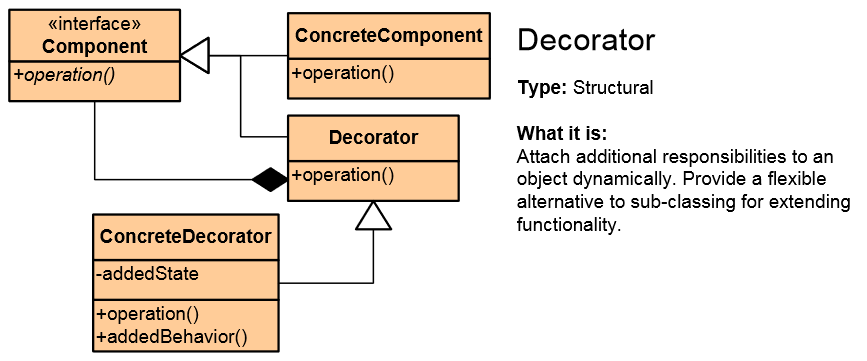 «interface»
Component
+operation()
ConcreteComponent
+operation()
Decorator
+operation()
ConcreteDecorator
-addedState
+operation()
+addedBehavior()
Decorator
Type: Structural
What it is:
Attach additional responsibilities to an
object dynamically. Provide a flexible
alternative to sub-classing for extending
functionality.